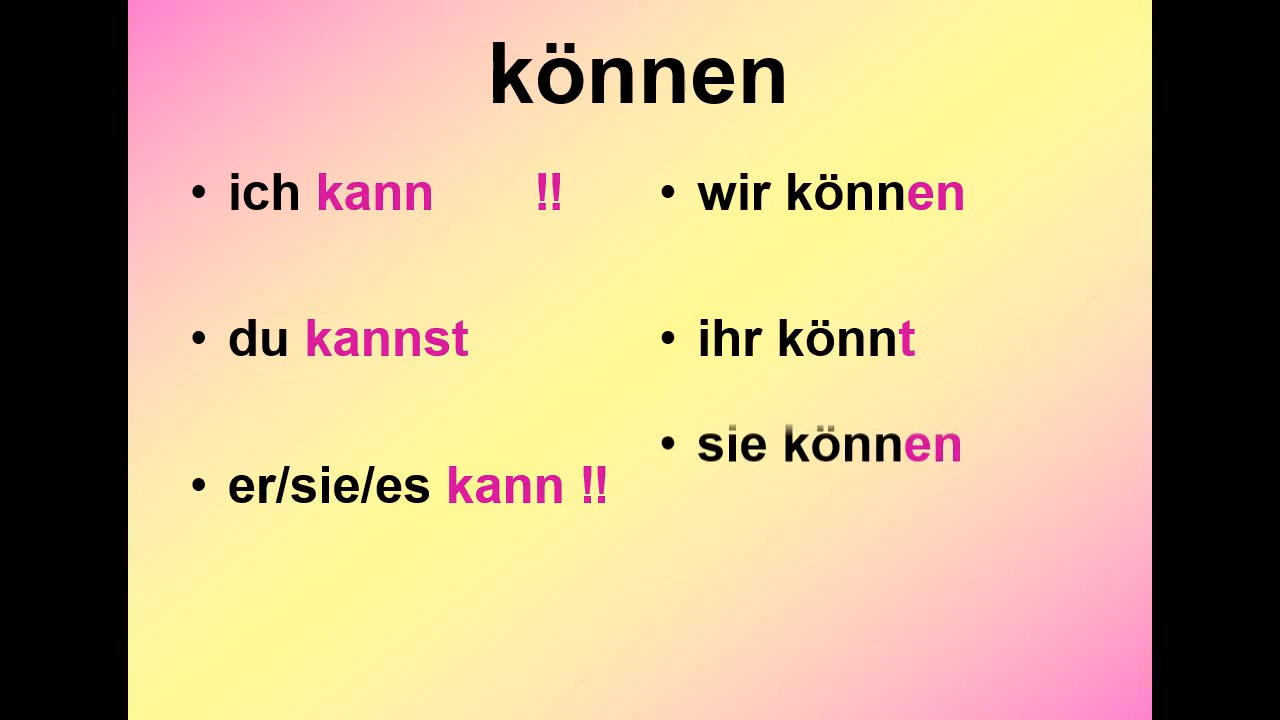 können
• ich kann !!
• du kannst
• er/sie/es kann !!
• wir können
• ihr könnt
• sie können